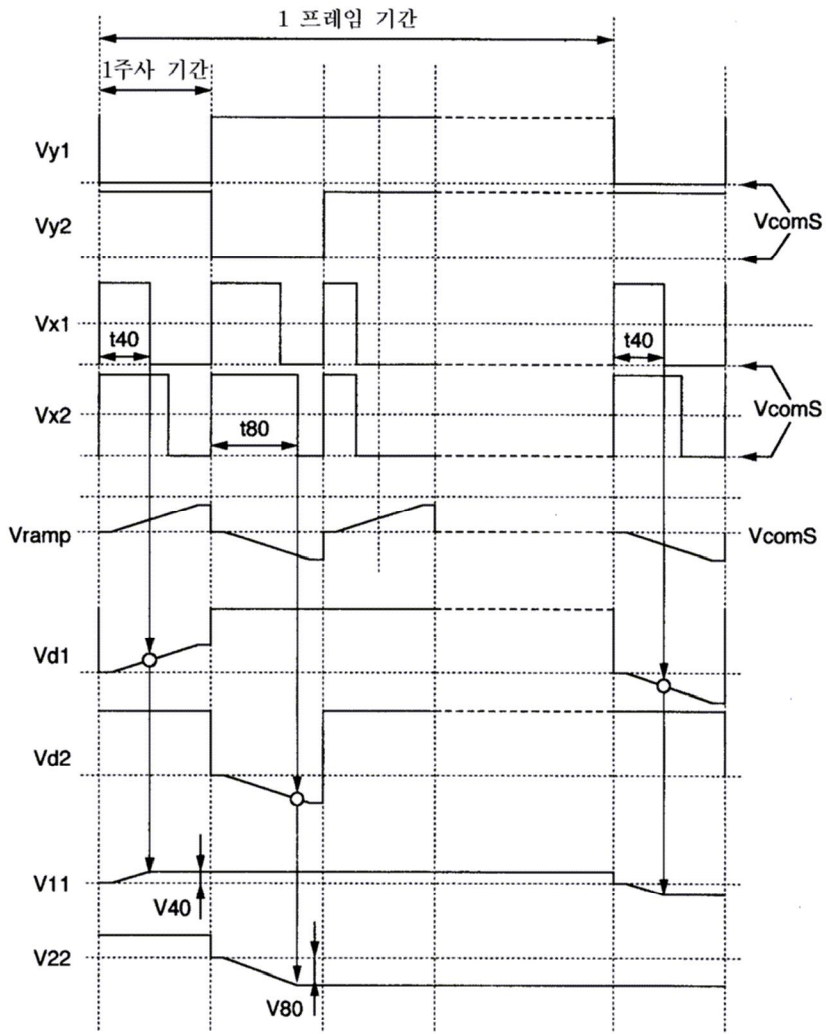 1 프레임 기간
1주사 기간
Vy1
Vy2
VcomS
Vx1
t40
t40
Vx2
t80
VcomS
Vramp
VcomS
Vd1
Vd2
V11
V40
V22
V80